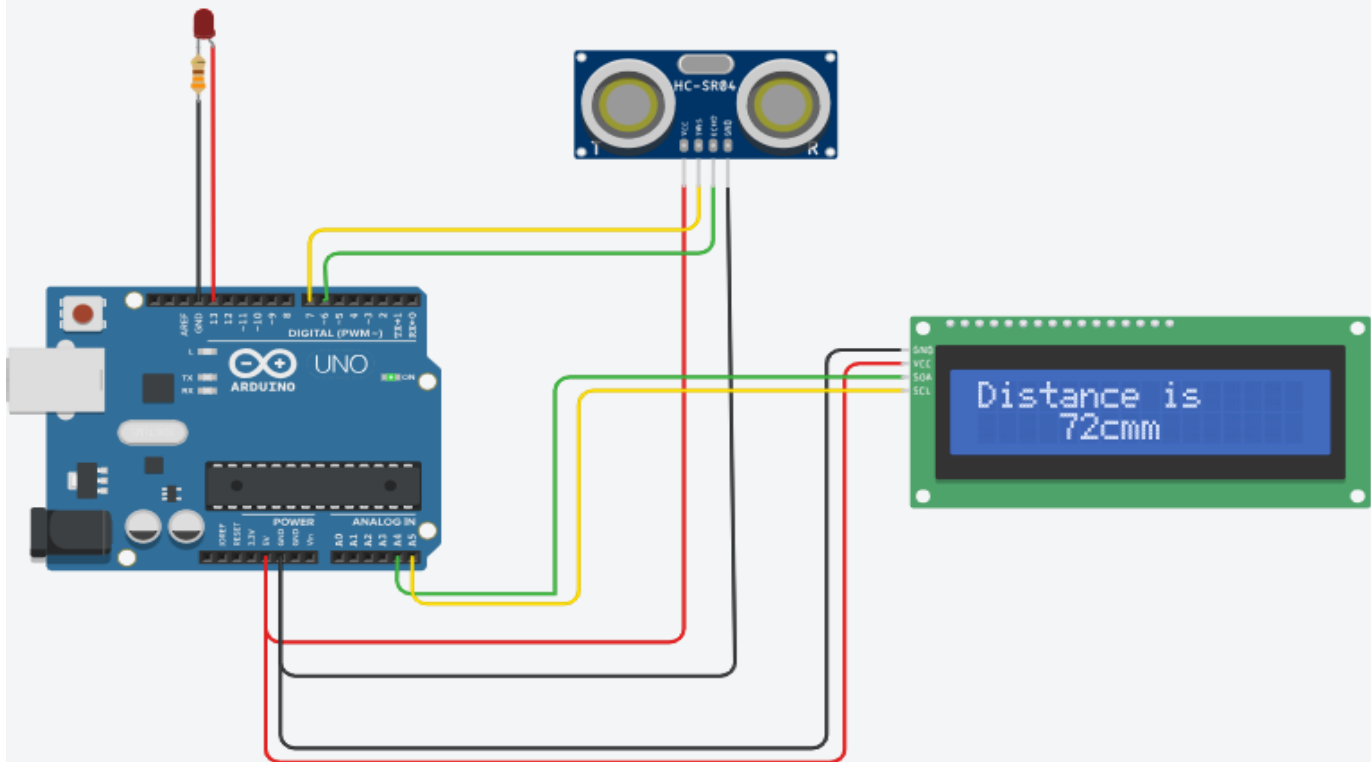 HC-SR04
VCC
TRIG
ECHO
GND
T
R
AREF
GND
13
12
~11
~10
~9
8
7
~6
~5
4
~3
2
TX→1
RX←0
DIGITAL (PWM~)
L
TX
RX
ARDUINO
UNO
ON
POWER
ANALOG IN
IOREF
RESET
3.3V
5V
GND
GND
Vin
A0
A1
A2
A3
A4
A5
GND
VCC
SDA
SCL
Distance is
72cmm